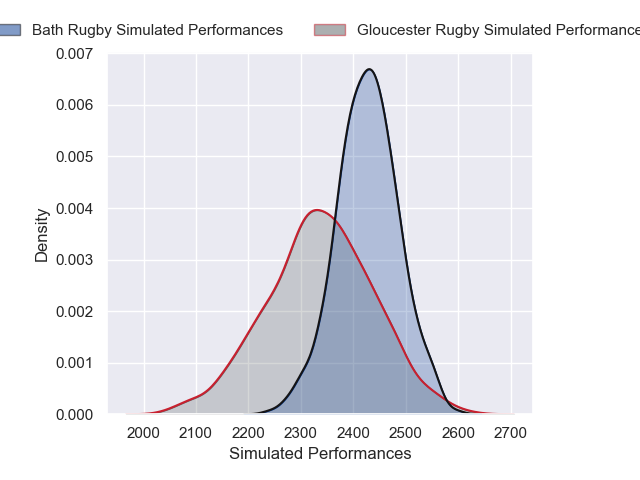 Bath Rugby Simulated Performances Gloucester Rugby Simulated Performance
0.007
0.006
0.005
0.004
0.003
0.002
0.001
0.000
Density
2000 2100 2200 2300 2400 2500 2600 2700
Simulated Performances